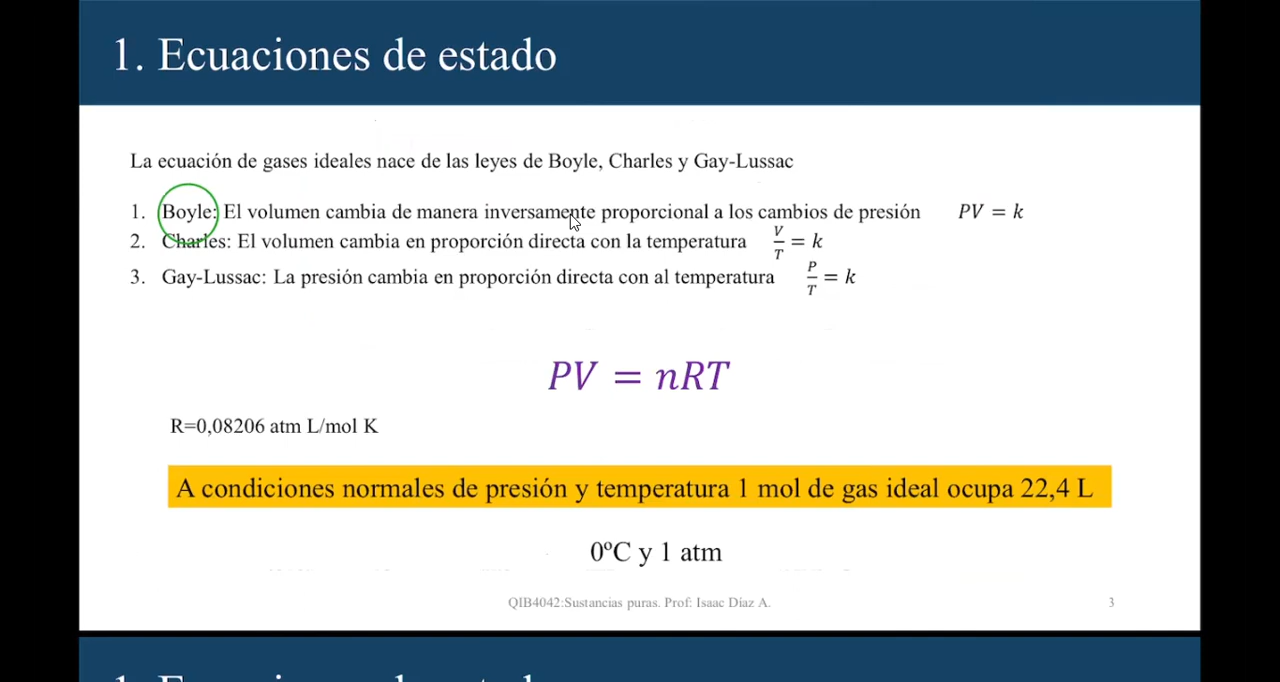 1. Ecuaciones de estado
La ecuación de gases ideales nace de las leyes de Boyle, Charles y Gay-Lussac
1. Boyle: El volumen cambia de manera inversamente proporcional a los cambios de presión PV = k
2. Charles: El volumen cambia en proporción directa con la temperatura V/T = k
3. Gay-Lussac: La presión cambia en proporción directa con al temperatura P/T = k
PV = nRT
R=0,08206 atm L/mol K
A condiciones normales de presión y temperatura 1 mol de gas ideal ocupa 22,4 L
0ºC y 1 atm
QIB4042:Sustancias puras. Prof: Isaac Díaz A. 3